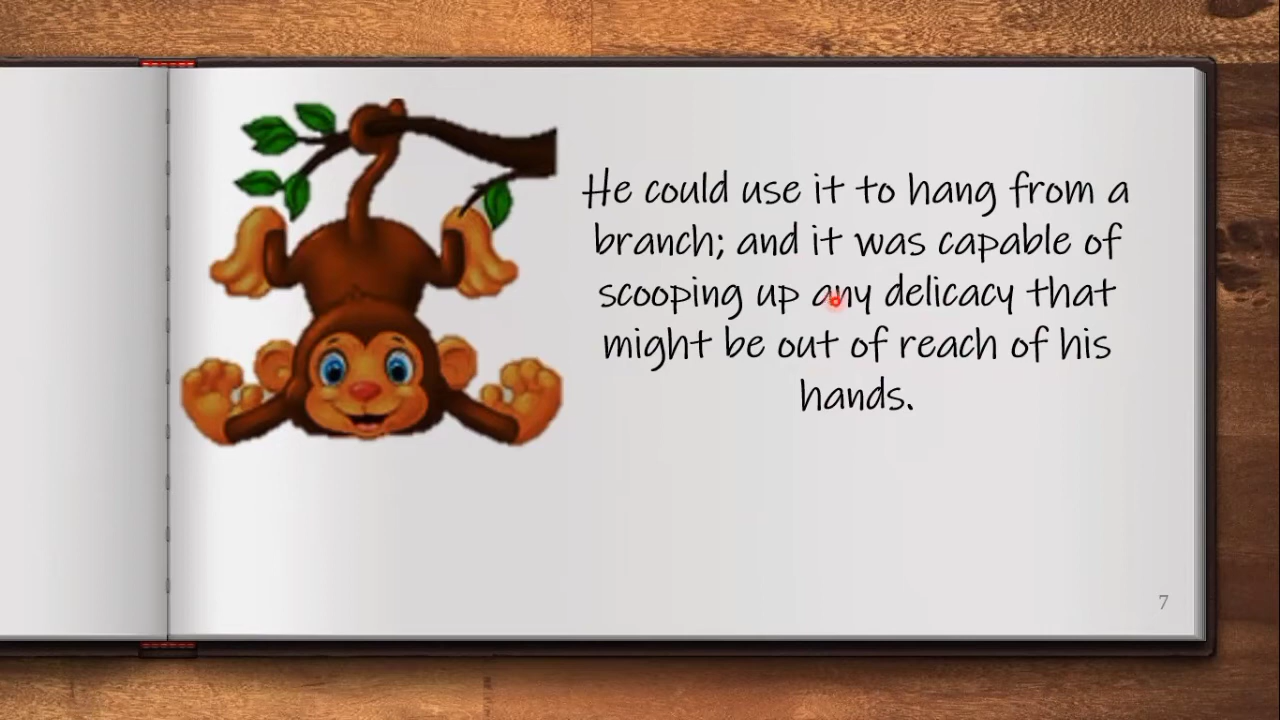 He could use it to hang from a
branch; and it was capable of
scooping up any delicacy that
might be out of reach of his
hands.
7